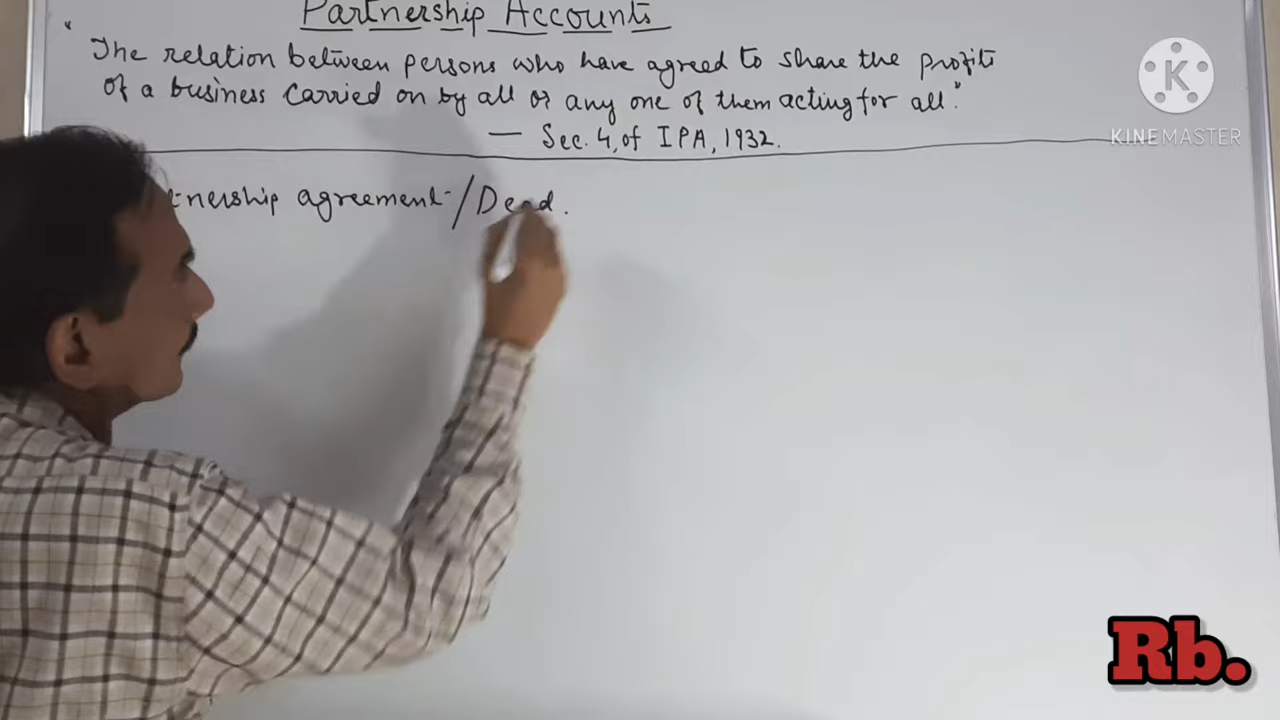 Partnership Accounts
"The relation between persons who have agreed to share the profits
of a business carried on by all or any one of them acting for all."
— Sec. 4, of IPA, 1932.
tnership agreement / Deed.
K
KINEMASTER
Rb.